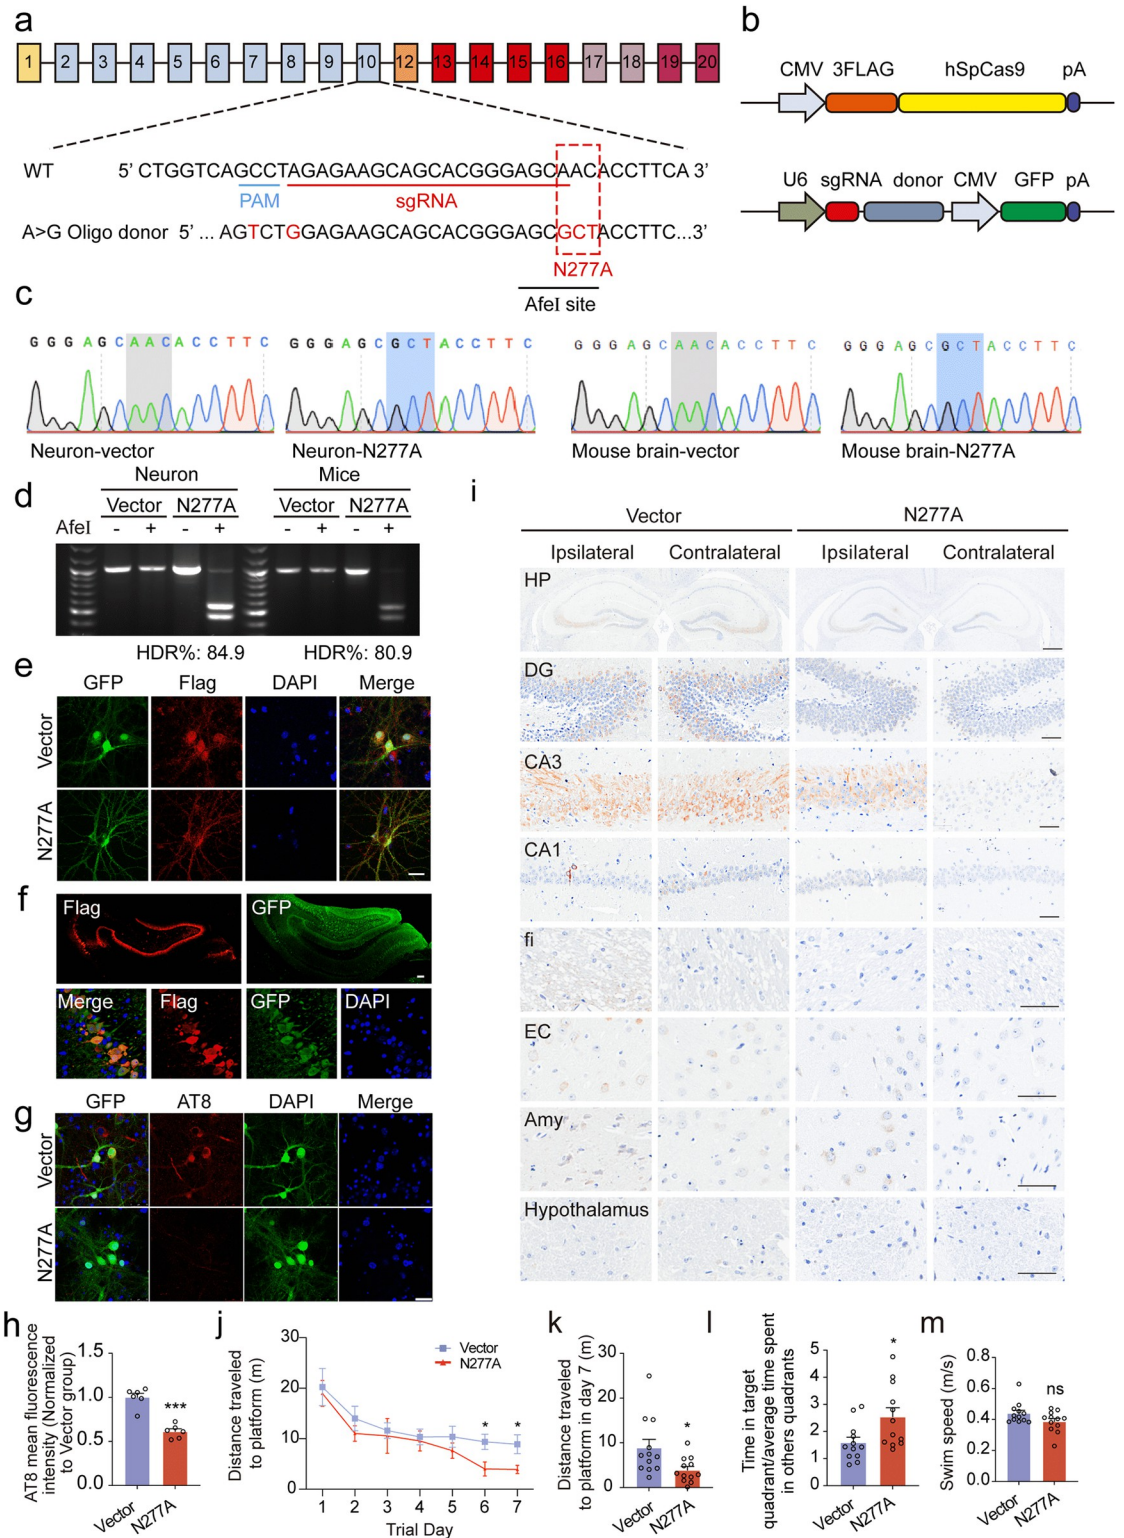 a
1 2 3 4 5 6 7 8 9 10 12 13 14 15 16 17 18 19 20
WT 5' CTGGTCAGCCTAGAGAAGCAGCACGGGAGCAACACCTTCA 3'
PAM sgRNA
A>G Oligo donor 5' ... AGTCTGGAGAAGCAGCACGGGAGCGCTACCTTC...3'
N277A
AfeI site
b
CMV 3FLAG hSpCas9 pA
U6 sgRNA donor CMV GFP pA
c
G G G A G C A A C A C C T T C
G G G A G C G C T A C C T T C
G G G A G C A A C A C C T T C
G G G A G C G C T A C C T T C
Neuron-vector Neuron-N277A Mouse brain-vector Mouse brain-N277A
d
Neuron Mice
Vector N277A Vector N277A
AfeI - + - + - + - +
HDR%: 84.9 HDR%: 80.9
e
GFP Flag DAPI Merge
Vector
N277A
f
Flag GFP
Merge Flag GFP DAPI
g
GFP AT8 DAPI Merge
Vector
N277A
i
Vector N277A
Ipsilateral Contralateral Ipsilateral Contralateral
HP
DG
CA3
CA1
fi
EC
Amy
Hypothalamus
h
AT8 mean fluorescence
intensity (Normalized
to Vector group)
1.5
1.0
0.5
0.0
***
Vector N277A
j
Distance traveled
to platform (m)
30
20
10
0
Vector
N277A
* *
1 2 3 4 5 6 7
Trial Day
k
Distance traveled
to platform in day 7 (m)
30
25
20
15
10
5
0
*
Vector N277A
l
Time in target
quadrant/average time spent
in others quadrants
5
4
3
2
1
0
*
Vector N277A
m
Swim speed (m/s)
0.8
0.6
0.4
0.2
0.0
ns
Vector N277A